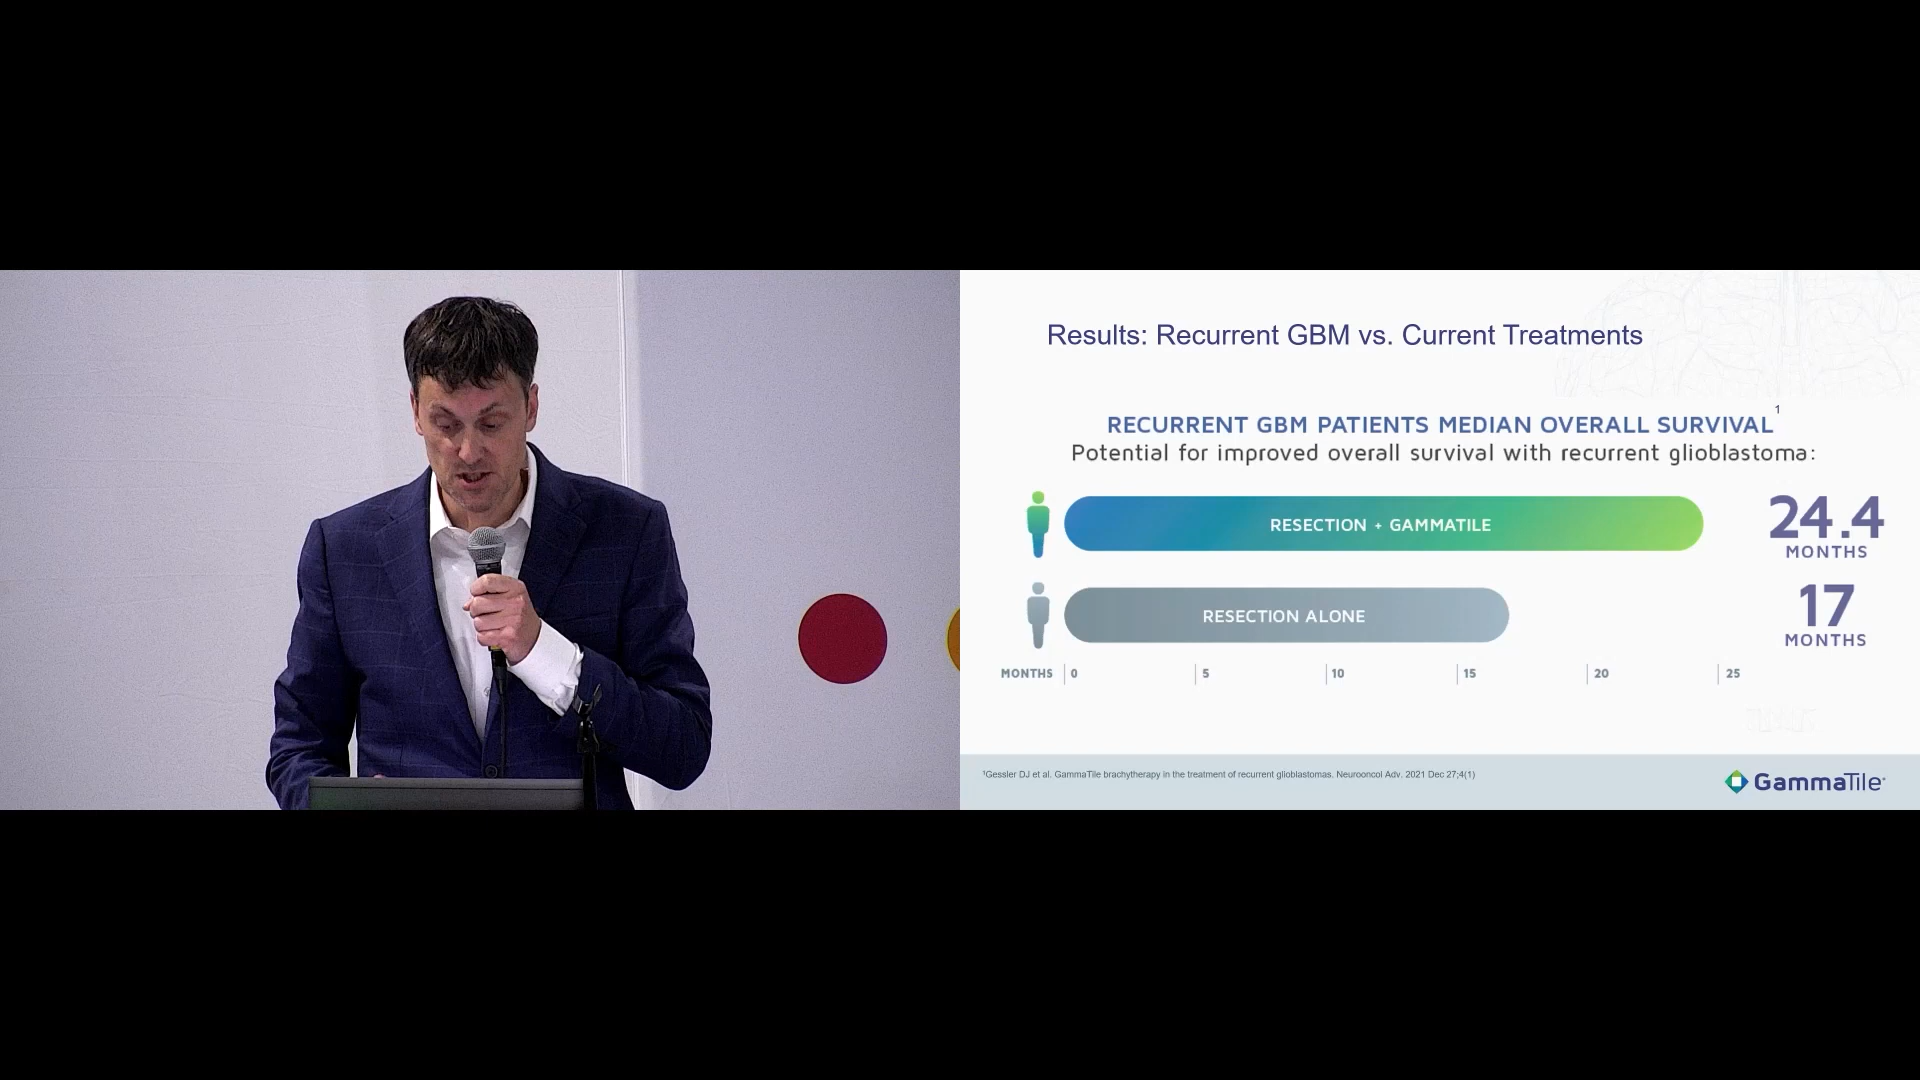 Results: Recurrent GBM vs. Current Treatments
RECURRENT GBM PATIENTS MEDIAN OVERALL SURVIVAL1
Potential for improved overall survival with recurrent glioblastoma:
RESECTION + GAMMATILE
24.4
MONTHS
RESECTION ALONE
17
MONTHS
MONTHS 0 5 10 15 20 25
1Gessler DJ et al. GammaTile brachytherapy in the treatment of recurrent glioblastomas. Neurooncol Adv. 2021 Dec 27;4(1)
GammaTile